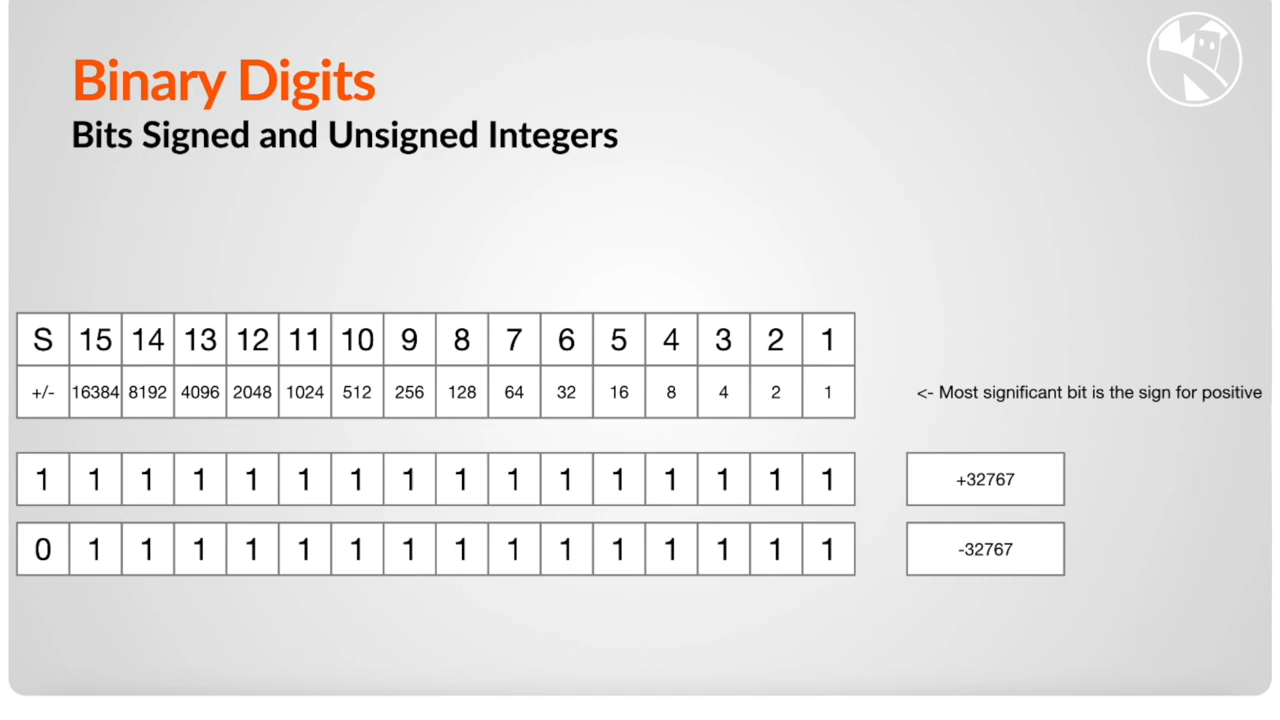 Binary Digits
Bits Signed and Unsigned Integers
S 15 14 13 12 11 10 9 8 7 6 5 4 3 2 1
+/- 16384 8192 4096 2048 1024 512 256 128 64 32 16 8 4 2 1 <- Most significant bit is the sign for positive
1 1 1 1 1 1 1 1 1 1 1 1 1 1 1 1 +32767
0 1 1 1 1 1 1 1 1 1 1 1 1 1 1 1 -32767